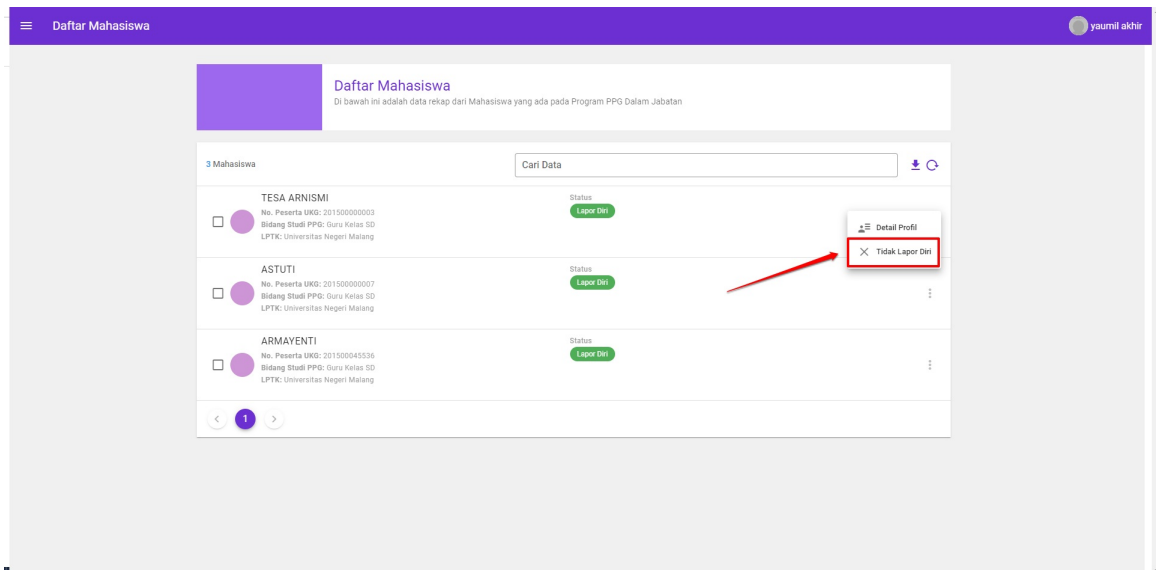 Daftar Mahasiswa
yaumil akhir
Daftar Mahasiswa
Di bawah ini adalah data rekap dari Mahasiswa yang ada pada Program PPG Dalam Jabatan
3 Mahasiswa
Cari Data
TESA ARNISMI
No. Peserta UKG: 201500000003
Bidang Studi PPG: Guru Kelas SD
LPTK: Universitas Negeri Malang
Status
Lapor Diri
Detail Profil
Tidak Lapor Diri
ASTUTI
No. Peserta UKG: 201500000007
Bidang Studi PPG: Guru Kelas SD
LPTK: Universitas Negeri Malang
Status
Lapor Diri
ARMAYENTI
No. Peserta UKG: 201500045536
Bidang Studi PPG: Guru Kelas SD
LPTK: Universitas Negeri Malang
Status
Lapor Diri
1